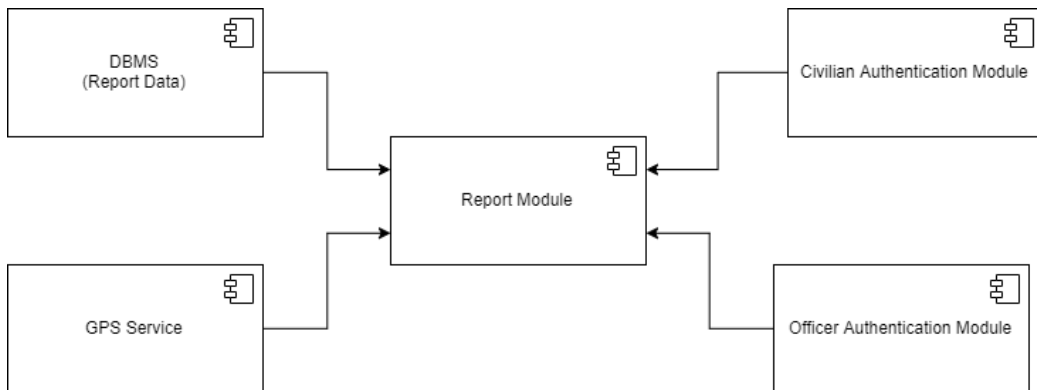 DBMS
(Report Data)
Civilian Authentication Module
Report Module
GPS Service
Officer Authentication Module